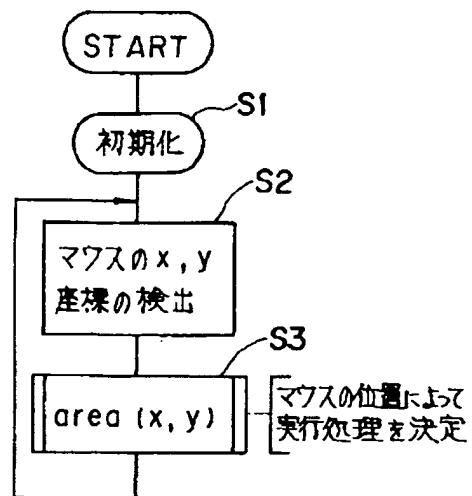 START
S1
初期化
S2
マウスのx,y
座標の検出
S3
area (x, y)
マウスの位置によって
実行処理を決定